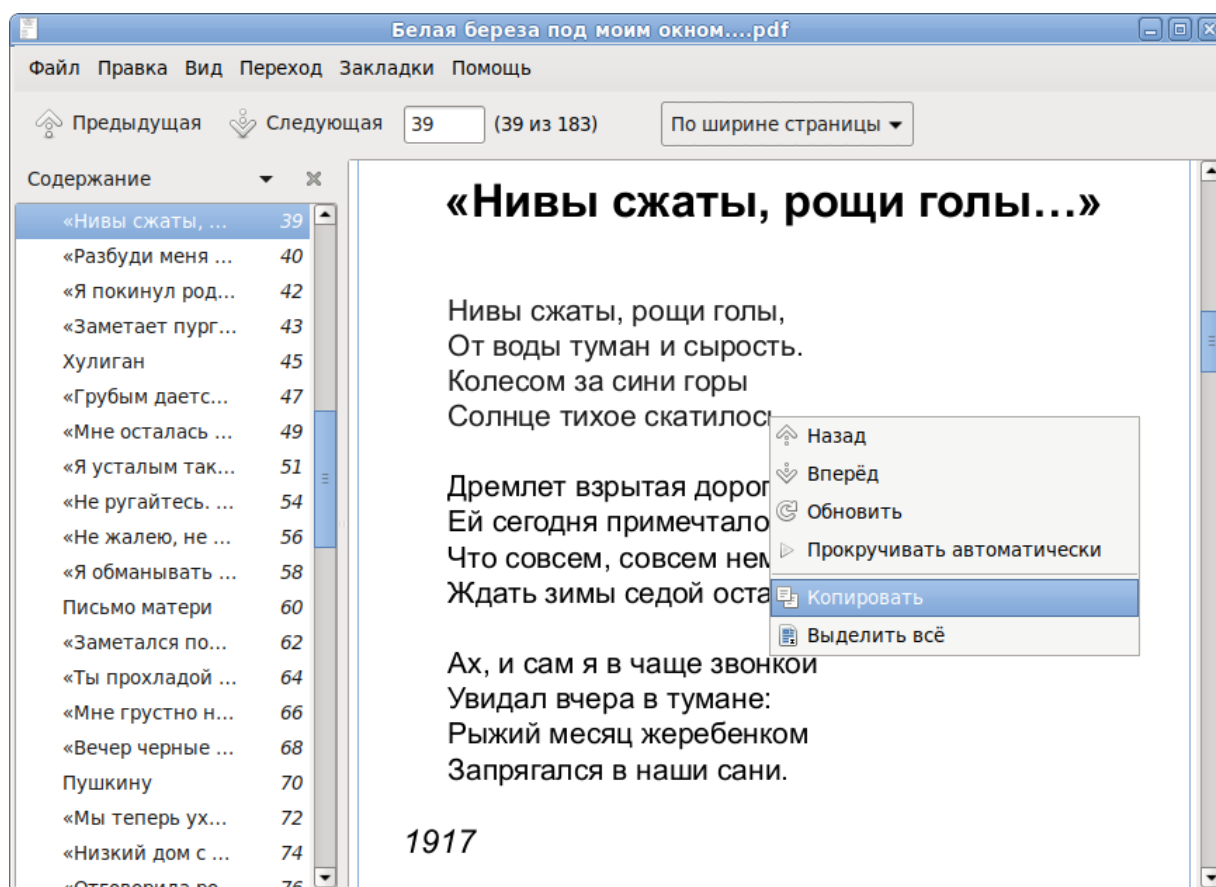 Белая береза под моим окном....pdf
Файл Правка Вид Переход Закладки Помощь
Предыдущая Следующая 39 (39 из 183) По ширине страницы
Содержание
«Нивы сжаты, ... 39
«Разбуди меня ... 40
«Я покинул род... 42
«Заметает пург... 43
Хулиган 45
«Грубым даетс... 47
«Мне осталась ... 49
«Я усталым так... 51
«Не ругайтесь. ... 54
«Не жалею, не ... 56
«Я обманывать ... 58
Письмо матери 60
«Заметался по... 62
«Ты прохладой ... 64
«Мне грустно н... 66
«Вечер черные ... 68
Пушкину 70
«Мы теперь ух... 72
«Низкий дом с ... 74
«Отговорила ро... 76
«Нивы сжаты, рощи голы...»
Нивы сжаты, рощи голы,
От воды туман и сырость.
Колесом за сини горы
Солнце тихое скатилось
Дремлет взрытая дорог
Ей сегодня примечтало
Что совсем, совсем нем
Ждать зимы седой оста
Ах, и сам я в чаще звонкой
Увидал вчера в тумане:
Рыжий месяц жеребенком
Запрягался в наши сани.
1917
Назад
Вперёд
Обновить
Прокручивать автоматически
Копировать
Выделить всё